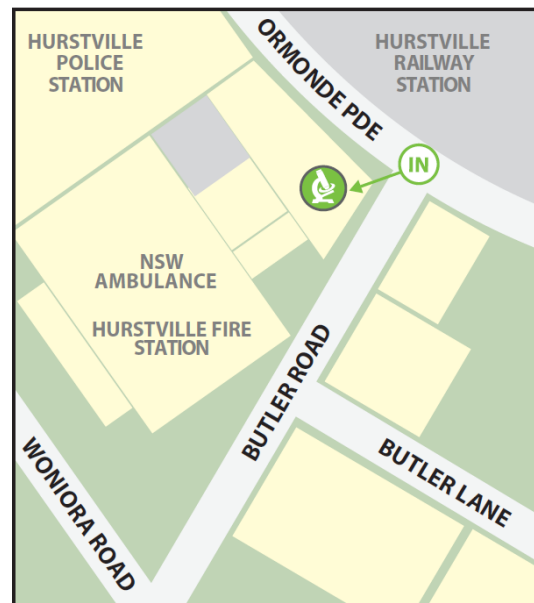 HURSTVILLE
POLICE
STATION
ORMONDE PDE
HURSTVILLE
RAILWAY
STATION
IN
NSW
AMBULANCE
HURSTVILLE FIRE
STATION
BUTLER ROAD
BUTLER LANE
WONIORA ROAD